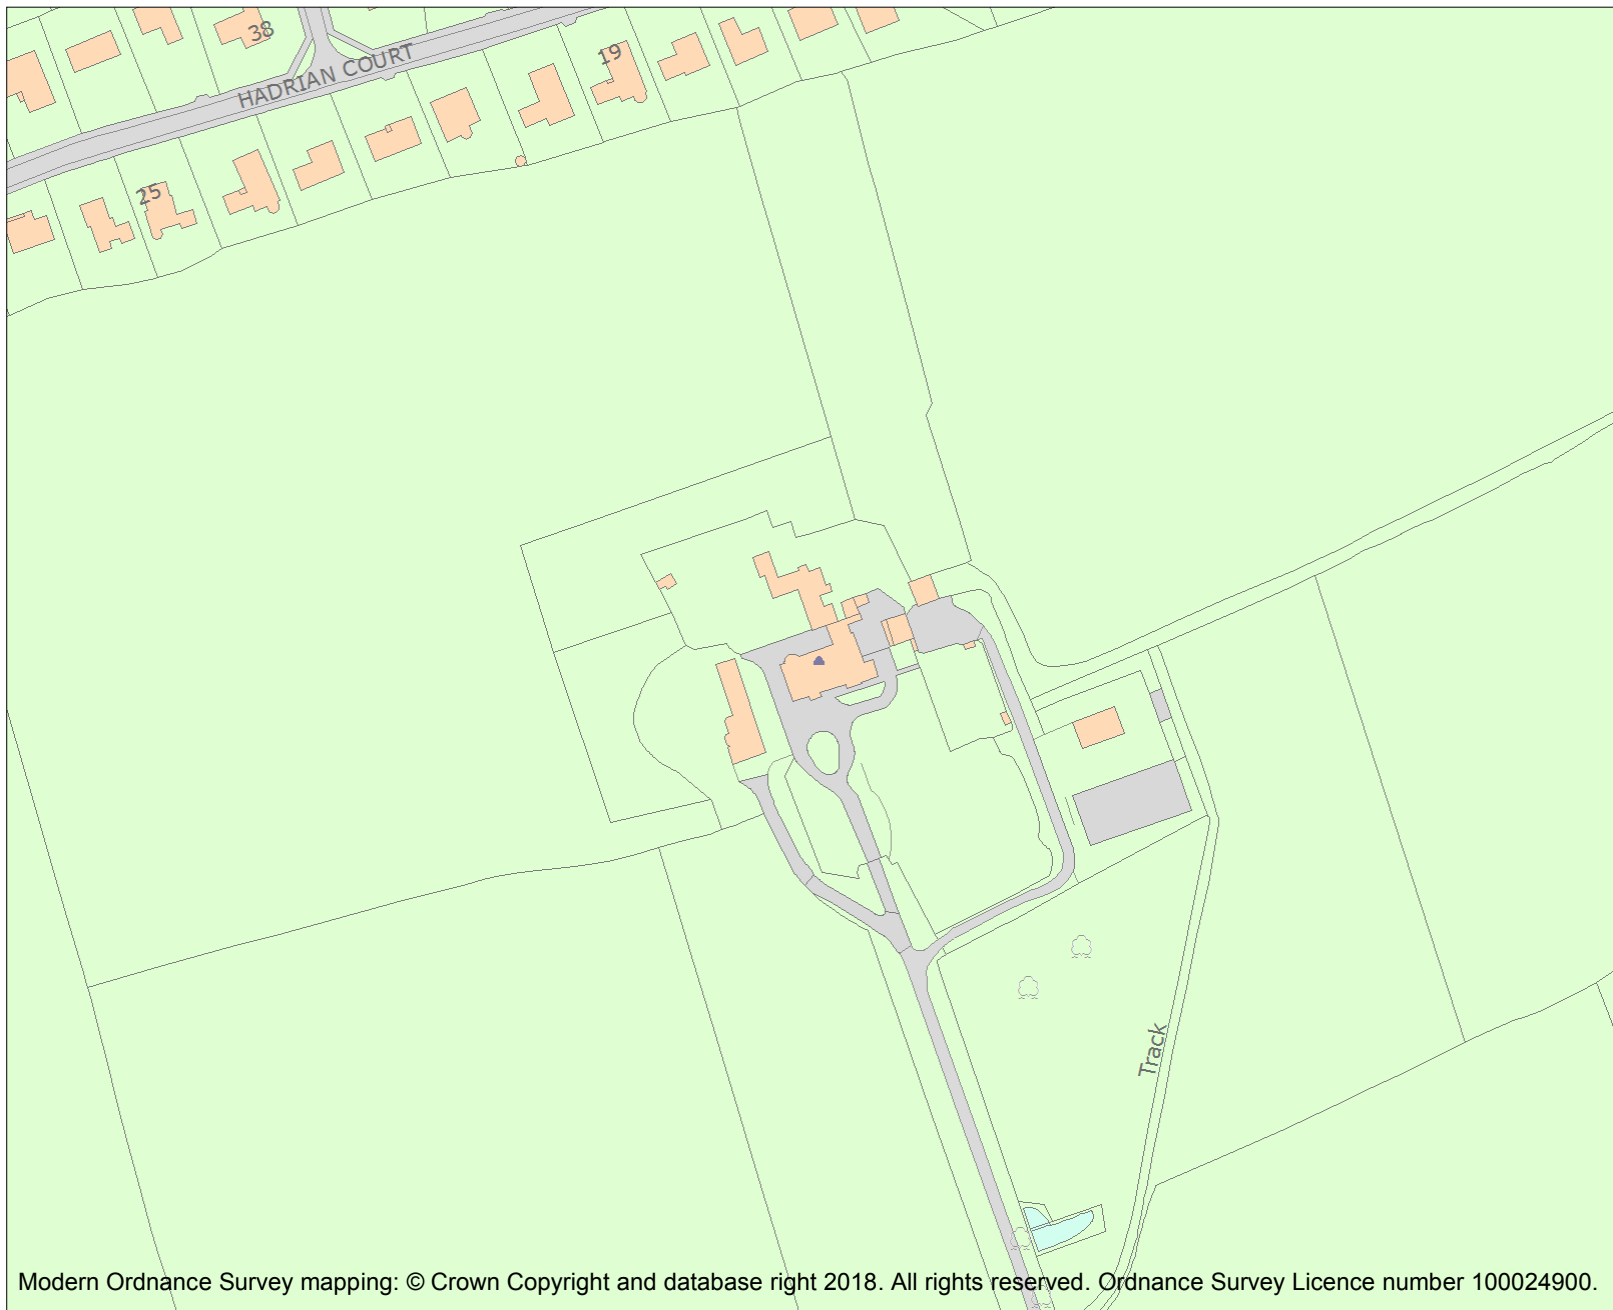 38
19
HADRIAN COURT
25
Track
Modern Ordnance Survey mapping: © Crown Copyright and database right 2018. All rights reserved. Ordnance Survey Licence number 100024900.